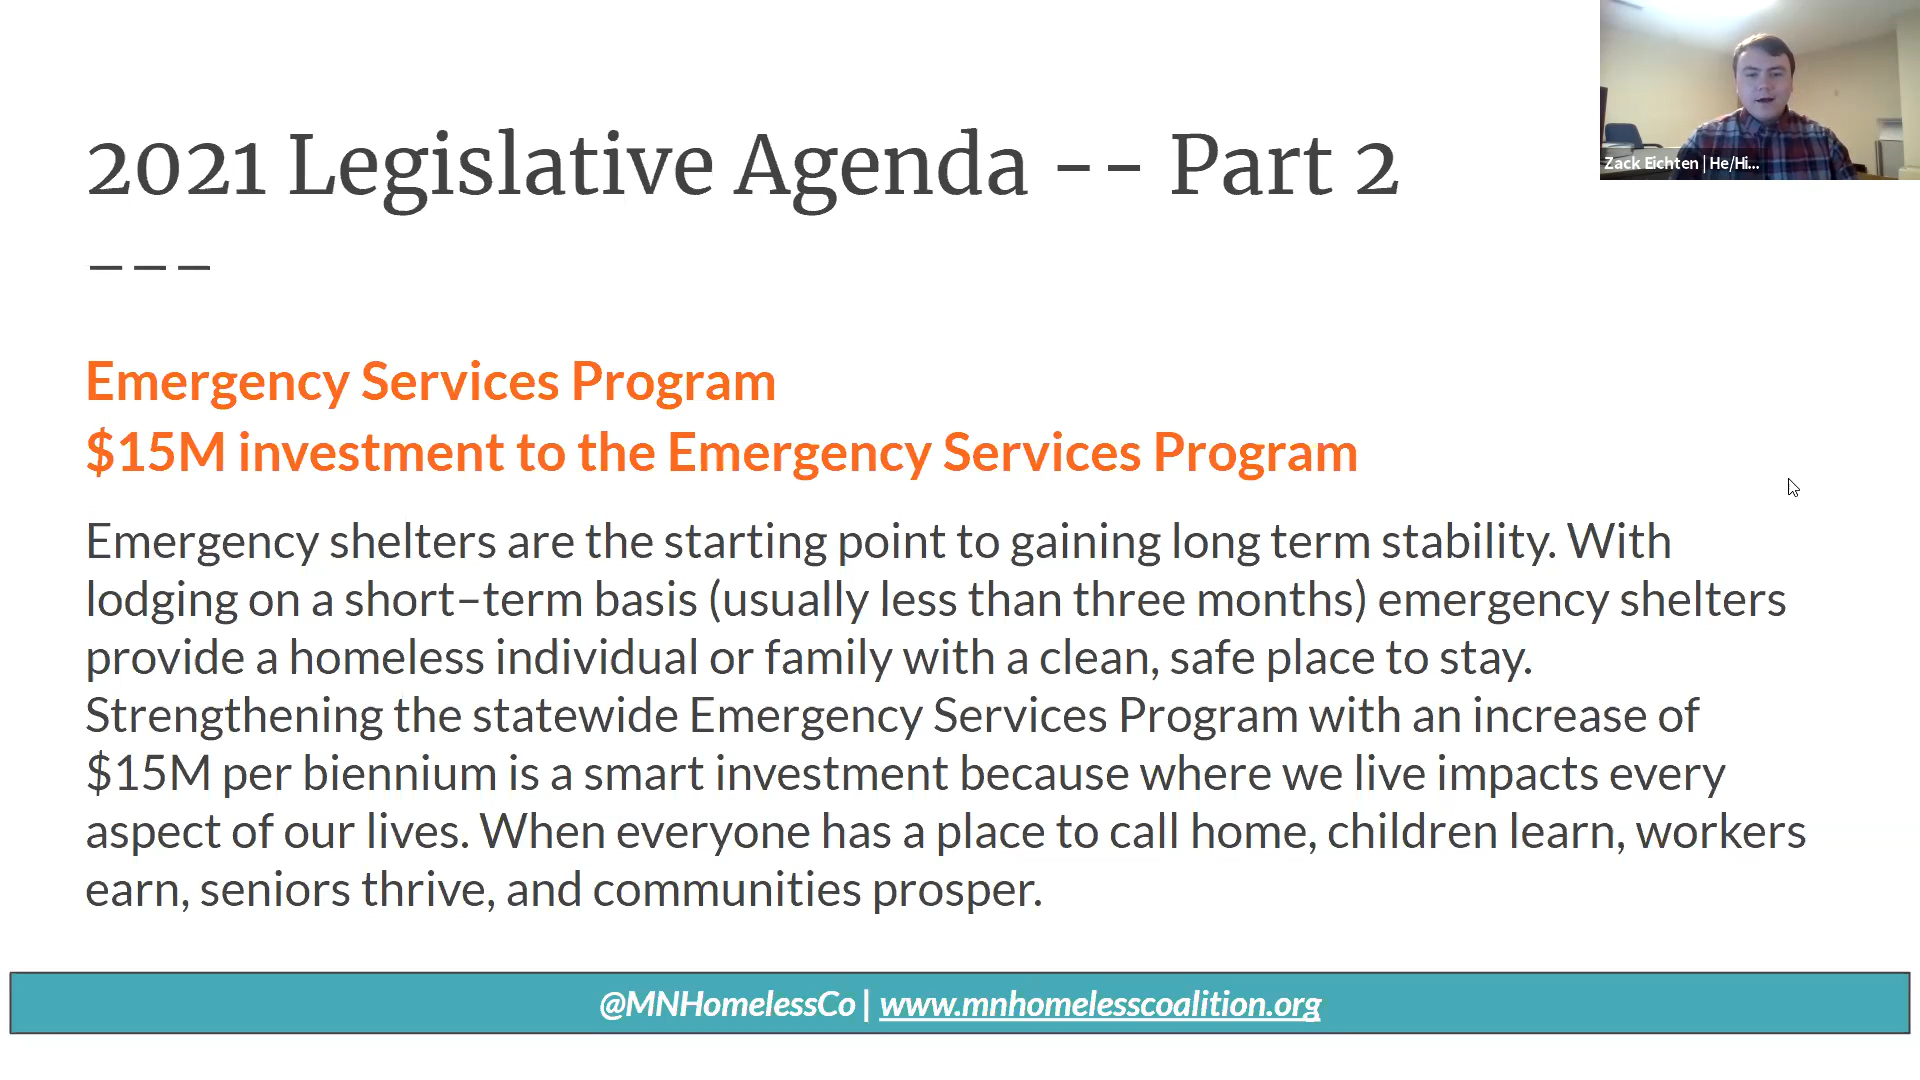 Zack Eichten | He/Hi...
2021 Legislative Agenda -- Part 2
Emergency Services Program
$15M investment to the Emergency Services Program
Emergency shelters are the starting point to gaining long term stability. With
lodging on a short–term basis (usually less than three months) emergency shelters
provide a homeless individual or family with a clean, safe place to stay.
Strengthening the statewide Emergency Services Program with an increase of
$15M per biennium is a smart investment because where we live impacts every
aspect of our lives. When everyone has a place to call home, children learn, workers
earn, seniors thrive, and communities prosper.
@MNHomelessCo | www.mnhomelesscoalition.org